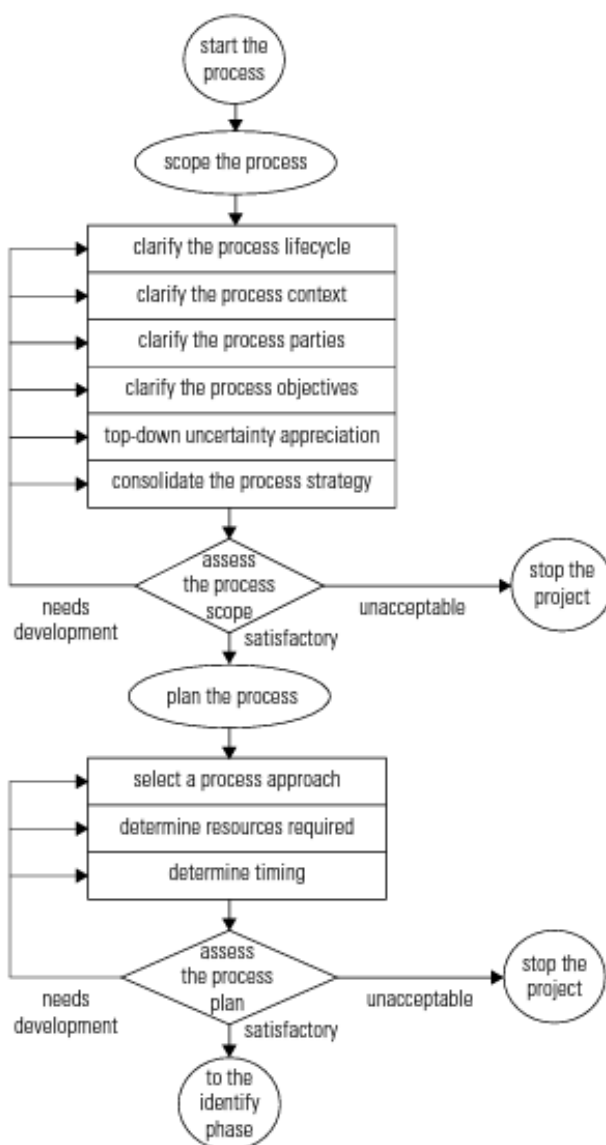 start the
process
scope the process
clarify the process lifecycle
clarify the process context
clarify the process parties
clarify the process objectives
top-down uncertainty appreciation
consolidate the process strategy
assess
the process
scope
needs
development
unacceptable
stop the
project
satisfactory
plan the process
select a process approach
determine resources required
determine timing
assess
the process
plan
needs
development
unacceptable
stop the
project
satisfactory
to the
identify
phase